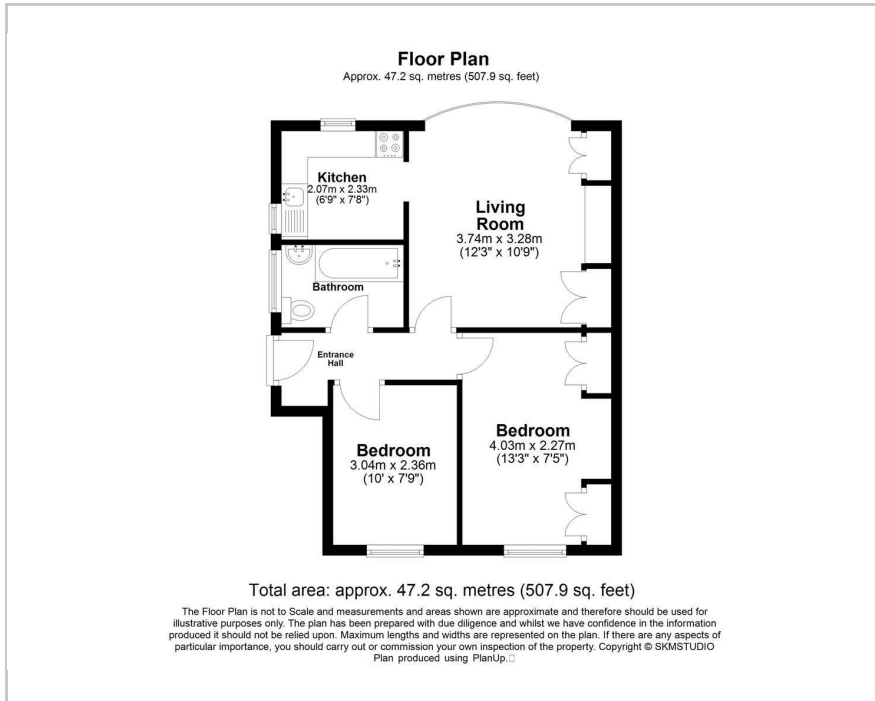 Floor Plan
Approx. 47.2 sq. metres (507.9 sq. feet)
Kitchen
2.07m x 2.33m
(6'9" x 7'8")
Living
Room
3.74m x 3.28m
(12'3" x 10'9")
Bathroom
Entrance
Hall
Bedroom
3.04m x 2.36m
(10' x 7'9")
Bedroom
4.03m x 2.27m
(13'3" x 7'5")
Total area: approx. 47.2 sq. metres (507.9 sq. feet)
The Floor Plan is not to Scale and measurements and areas shown are approximate and therefore should be used for
illustrative purposes only. The plan has been prepared with due diligence and whilst we have confidence in the information
produced it should not be relied upon. Maximum lengths and widths are represented on the plan. If there are any aspects of
particular importance, you should carry out or commission your own inspection of the property. Copyright © SKMSTUDIO
Plan produced using PlanUp.□